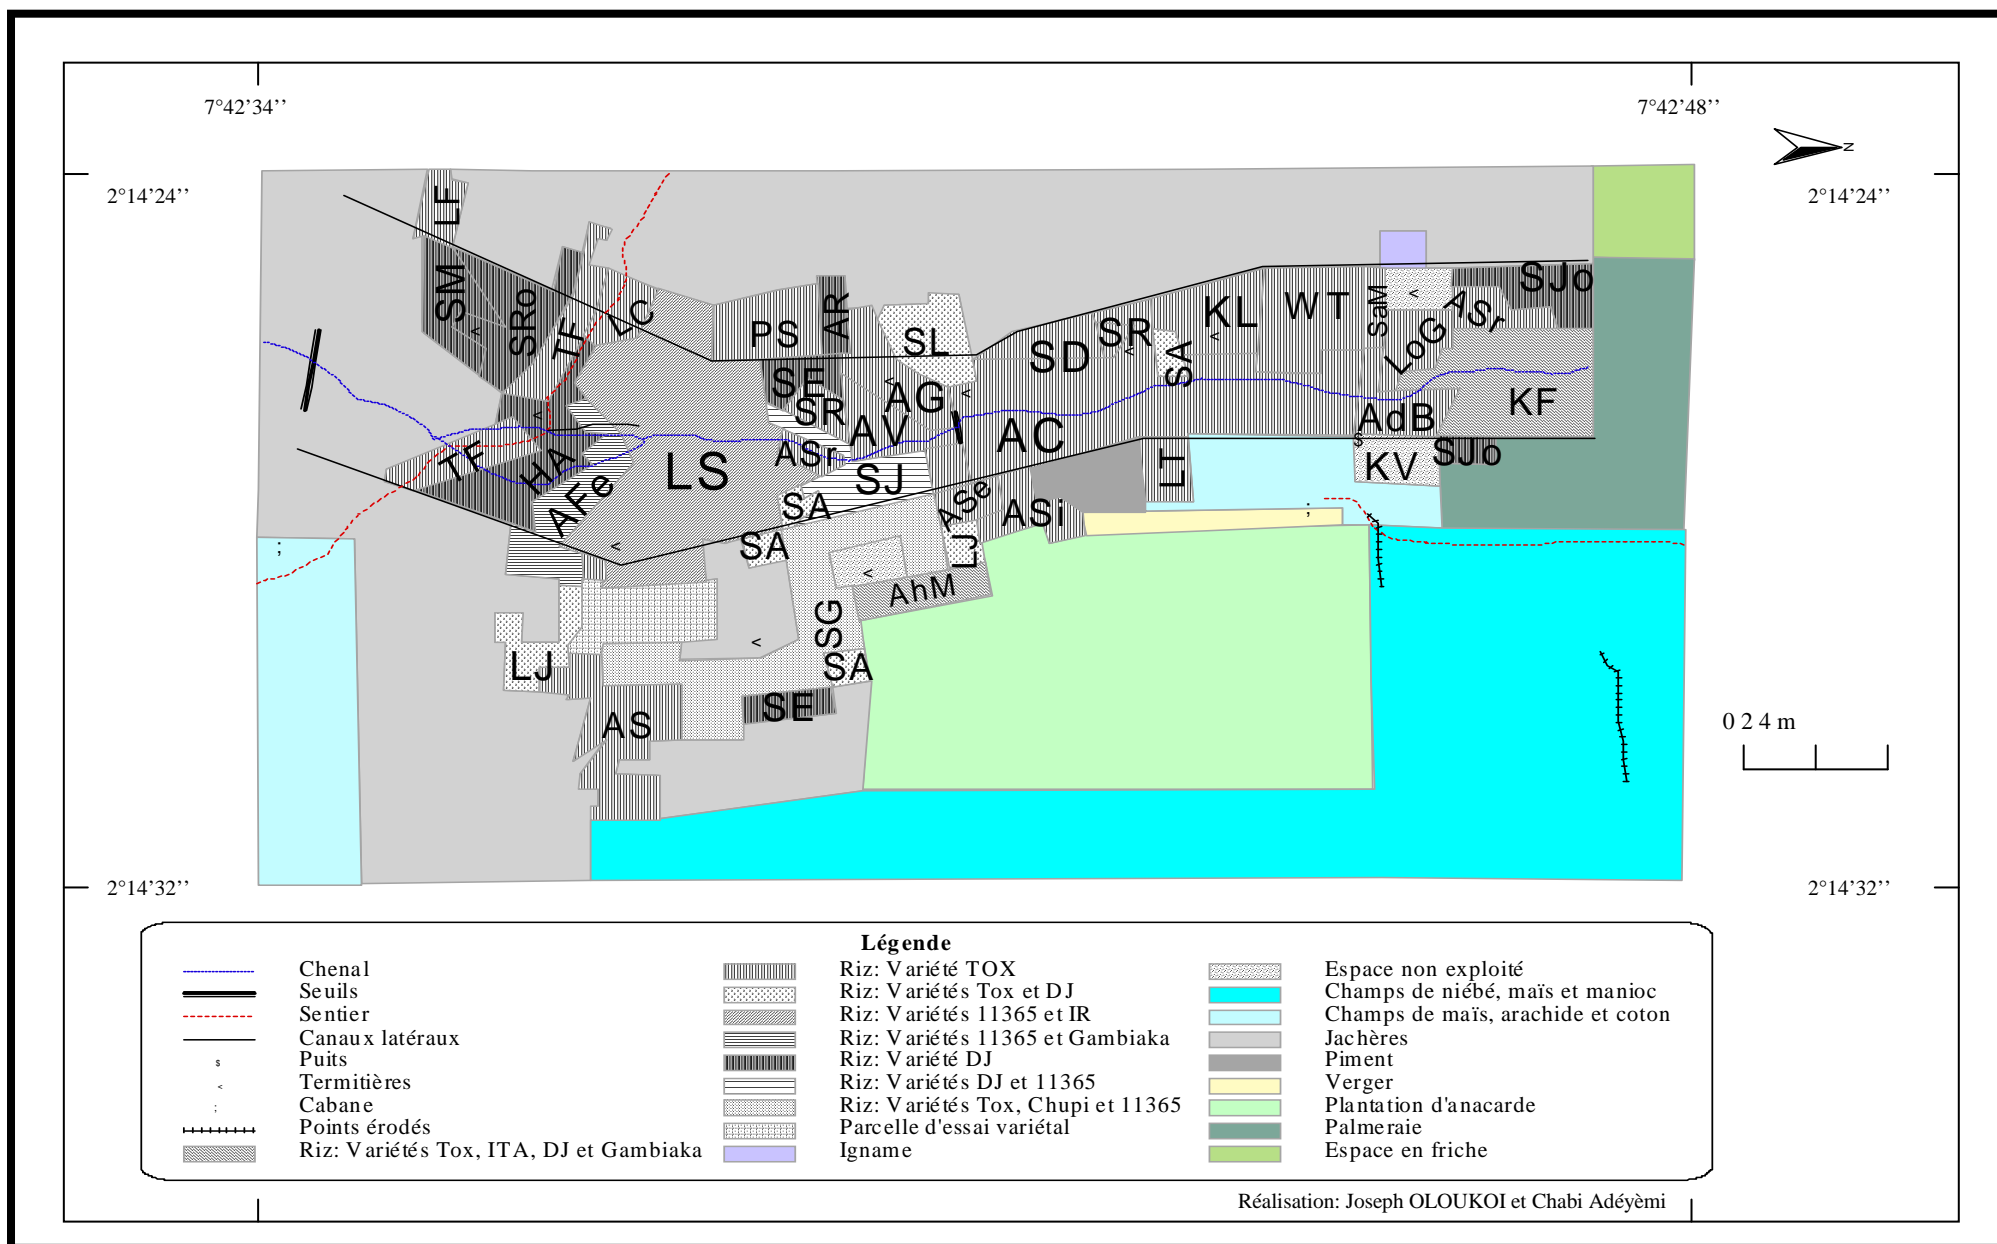 7°42'34’’
7°42'48’’
N
2°14'24’’
2°14'24’’
LF
SM
SRo
TF
LC
PS
AR
SL
SD
SR
SA
KL
WT
SaM
LoG
ASr
SJo
SE
SR
AG
AV
ASr
I
AC
AdB
KF
TF
HA
AFe
LS
SJ
SA
SA
ASe
ASi
LT
$
KV
SJo
LJ
AhM
SG
SA
LJ
SE
AS
0 2 4 m
2°14'32’’
2°14'32’’
Légende
Chenal
Seuils
Sentier
Canaux latéraux
$ Puits
< Termitières
; Cabane
Points érodés
Riz: Variétés Tox, ITA, DJ et Gambiaka
Riz: Variété TOX
Riz: Variétés Tox et DJ
Riz: Variétés 11365 et IR
Riz: Variétés 11365 et Gambiaka
Riz: Variété DJ
Riz: Variétés DJ et 11365
Riz: Variétés Tox, Chupi et 11365
Parcelle d'essai variétal
Igname
Espace non exploité
Champs de niébé, maïs et manioc
Champs de maïs, arachide et coton
Jachères
Piment
Verger
Plantation d'anacarde
Palmeraie
Espace en friche
Réalisation: Joseph OLOUKOI et Chabi Adéyèmi